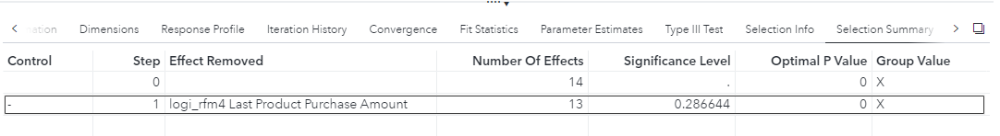 nation Dimensions Response Profile Iteration History Convergence Fit Statistics Parameter Estimates Type III Test Selection Info Selection Summary
Control Step Effect Removed Number Of Effects Significance Level Optimal P Value Group Value
0 14 . 0 X
- 1 logi_rfm4 Last Product Purchase Amount 13 0.286644 0 X